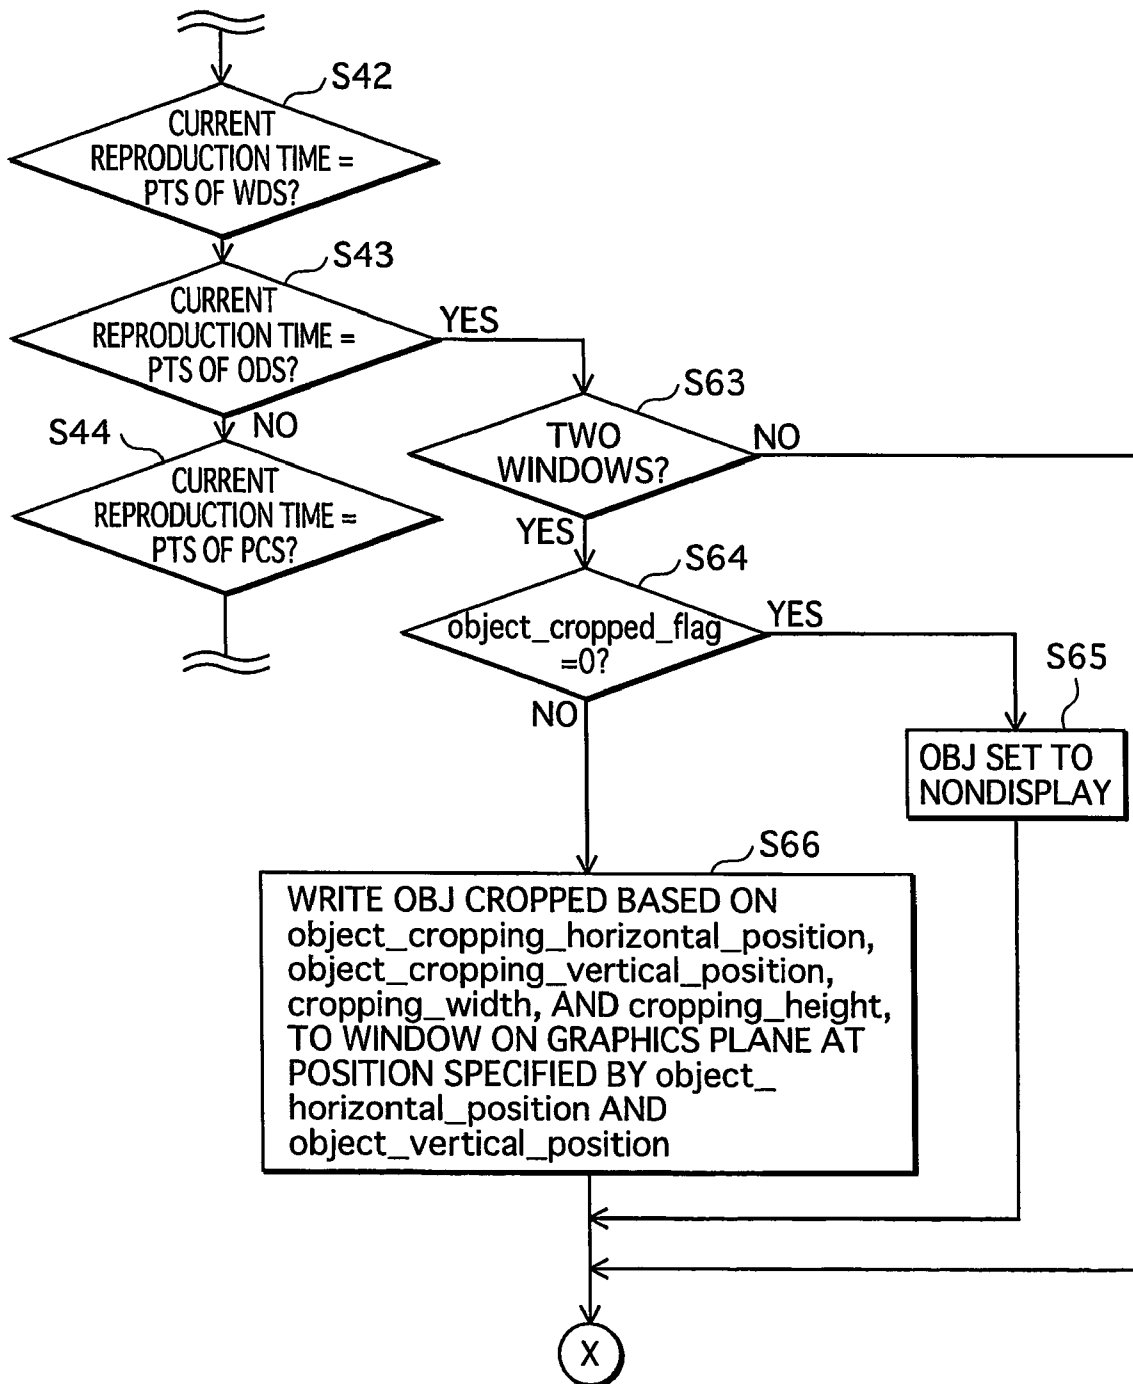 S42
CURRENT
REPRODUCTION TIME =
PTS OF WDS?
S43
CURRENT
REPRODUCTION TIME =
PTS OF ODS?
YES
NO
S44
CURRENT
REPRODUCTION TIME =
PTS OF PCS?
S63
TWO
WINDOWS?
NO
YES
S64
object_cropped_flag
=0?
YES
NO
S65
OBJ SET TO
NONDISPLAY
S66
WRITE OBJ CROPPED BASED ON
object_cropping_horizontal_position,
object_cropping_vertical_position,
cropping_width, AND cropping_height,
TO WINDOW ON GRAPHICS PLANE AT
POSITION SPECIFIED BY object_
horizontal_position AND
object_vertical_position
X